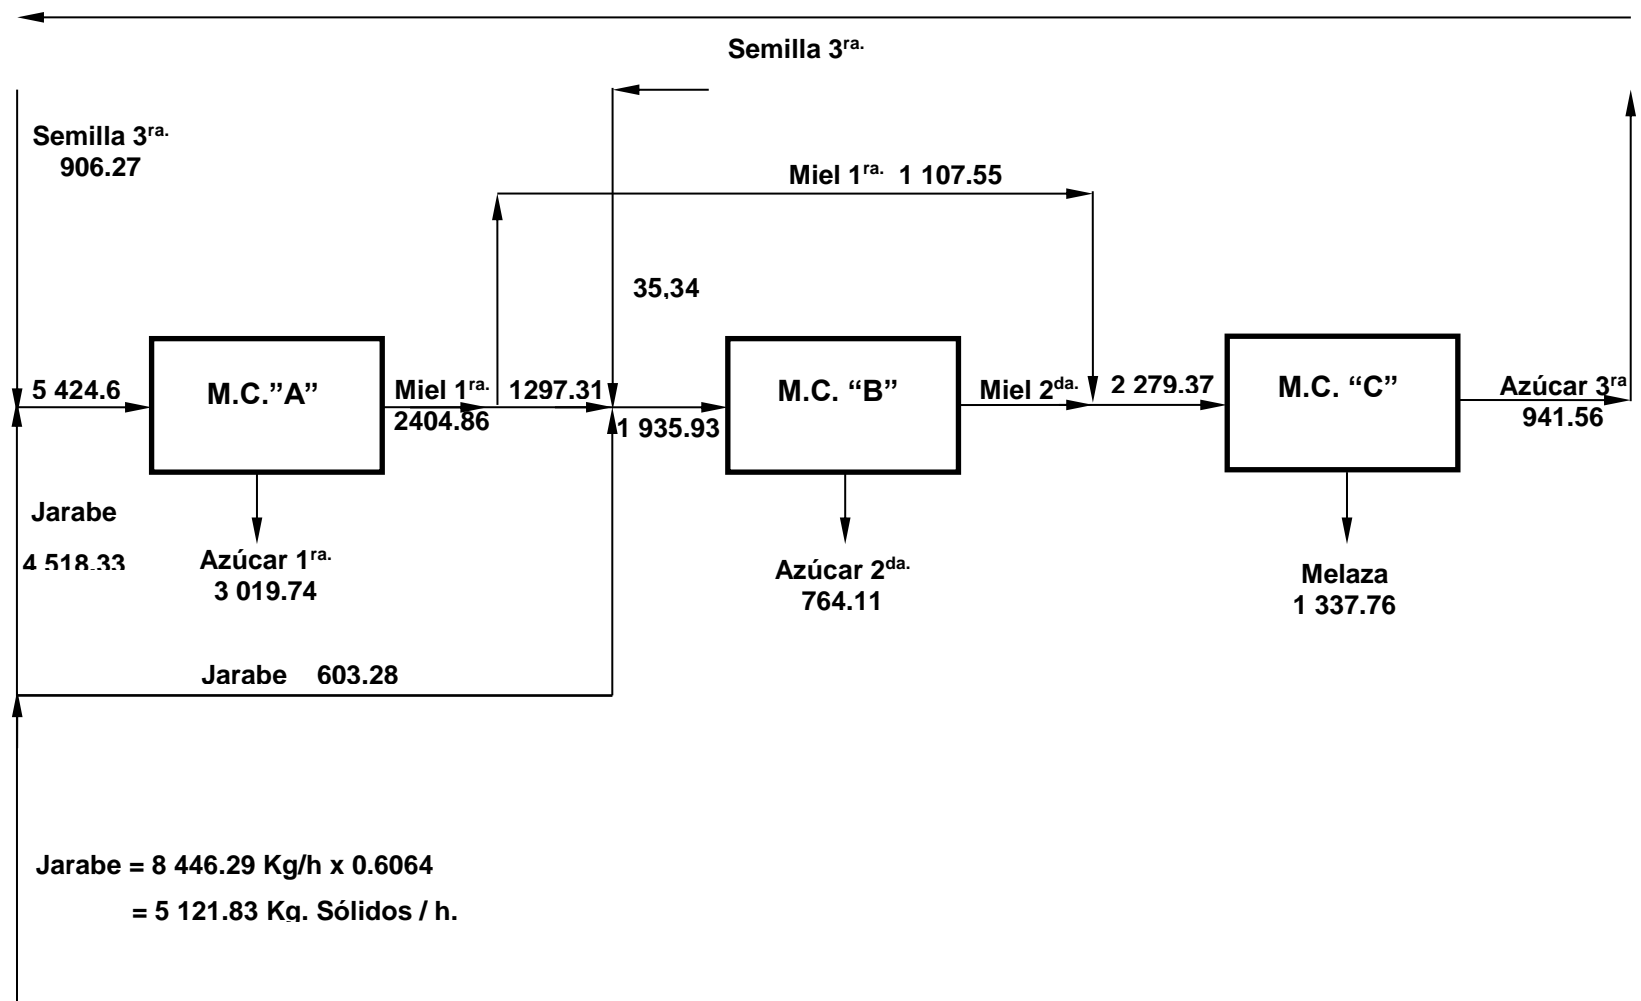 Semilla 3ra.
Semilla 3ra.
906.27
Miel 1ra. 1 107.55
35,34
5 424.6
M.C.”A”
Miel 1ra.
2404.86
1297.31
1 935.93
M.C. “B”
Miel 2da.
2 279.37
M.C. “C”
Azúcar 3ra
941.56
Jarabe
4 518.33
Azúcar 1ra.
3 019.74
Azúcar 2da.
764.11
Melaza
1 337.76
Jarabe 603.28
Jarabe = 8 446.29 Kg/h x 0.6064
= 5 121.83 Kg. Sólidos / h.